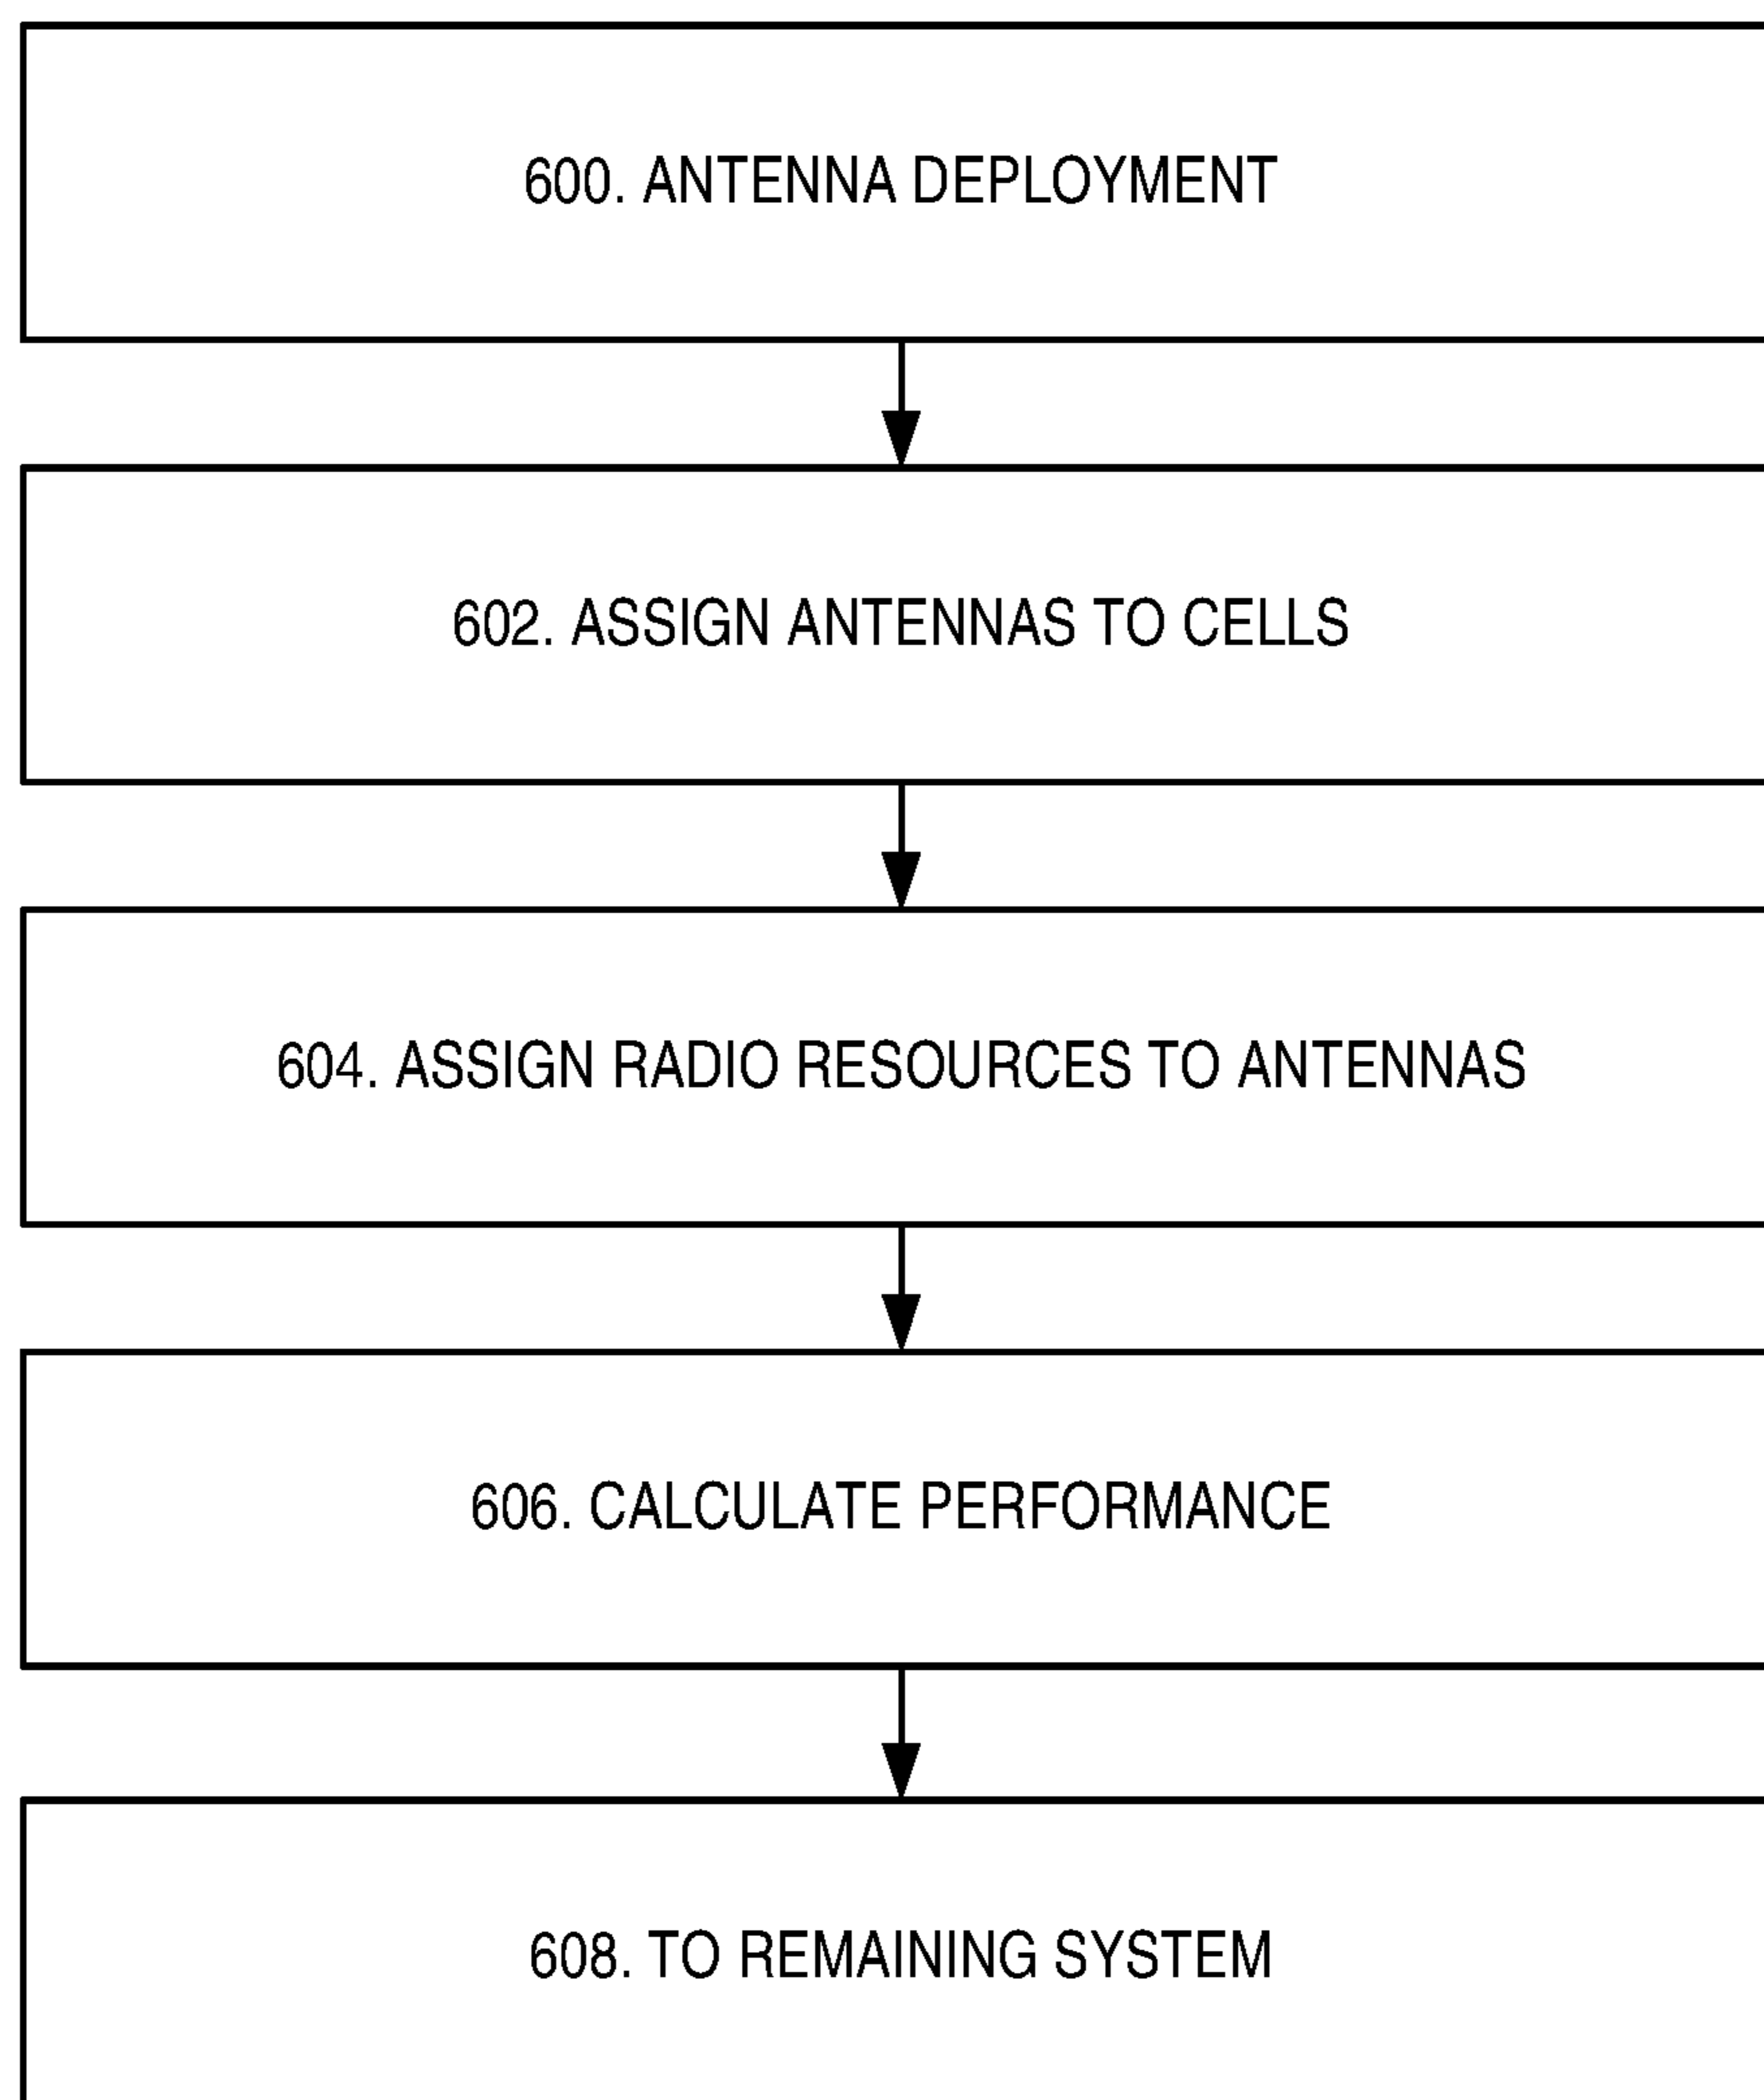 600. ANTENNA DEPLOYMENT
602. ASSIGN ANTENNAS TO CELLS
604. ASSIGN RADIO RESOURCES TO ANTENNAS
606. CALCULATE PERFORMANCE
608. TO REMAINING SYSTEM